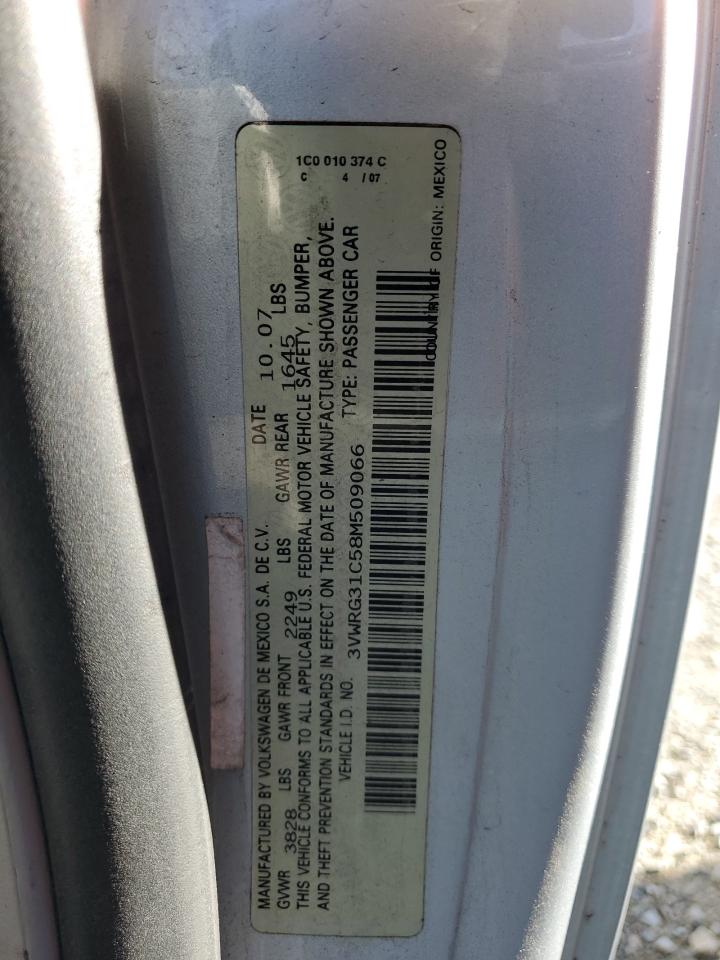 1C0 010 374 C
C 4 / 07
MANUFACTURED BY VOLKSWAGEN DE MEXICO S.A. DE C.V. DATE 10.07
GVWR 3828 LBS GAWR FRONT 2249 LBS GAWR REAR 1645 LBS
THIS VEHICLE CONFORMS TO ALL APPLICABLE U.S. FEDERAL MOTOR VEHICLE SAFETY, BUMPER,
AND THEFT PREVENTION STANDARDS IN EFFECT ON THE DATE OF MANUFACTURE SHOWN ABOVE.
VEHICLE I.D. NO. 3VWRG31C58M509066 TYPE: PASSENGER CAR
COUNTRY OF ORIGIN: MEXICO